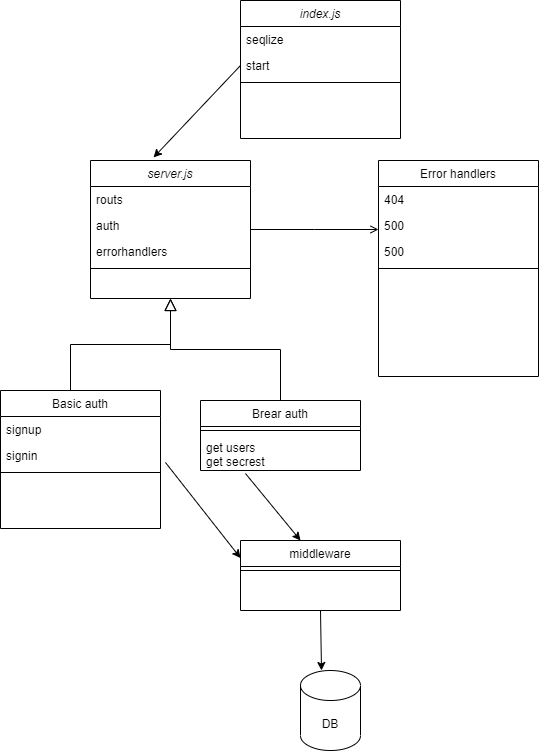 index.js
seqlize
start
server.js
routs
auth
errorhandlers
Error handlers
404
500
500
Basic auth
signup
signin
Brear auth
get users
get secrest
middleware
DB